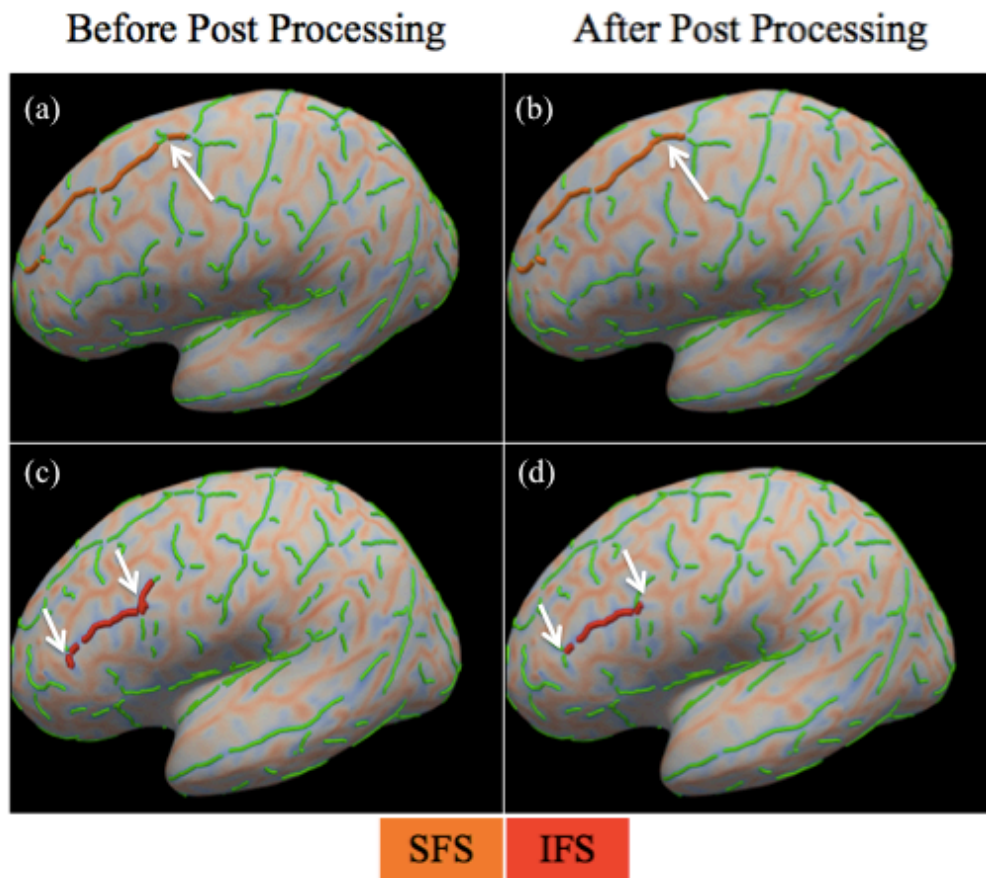 Before Post Processing
After Post Processing
(a)
(b)
(c)
(d)
SFS
IFS